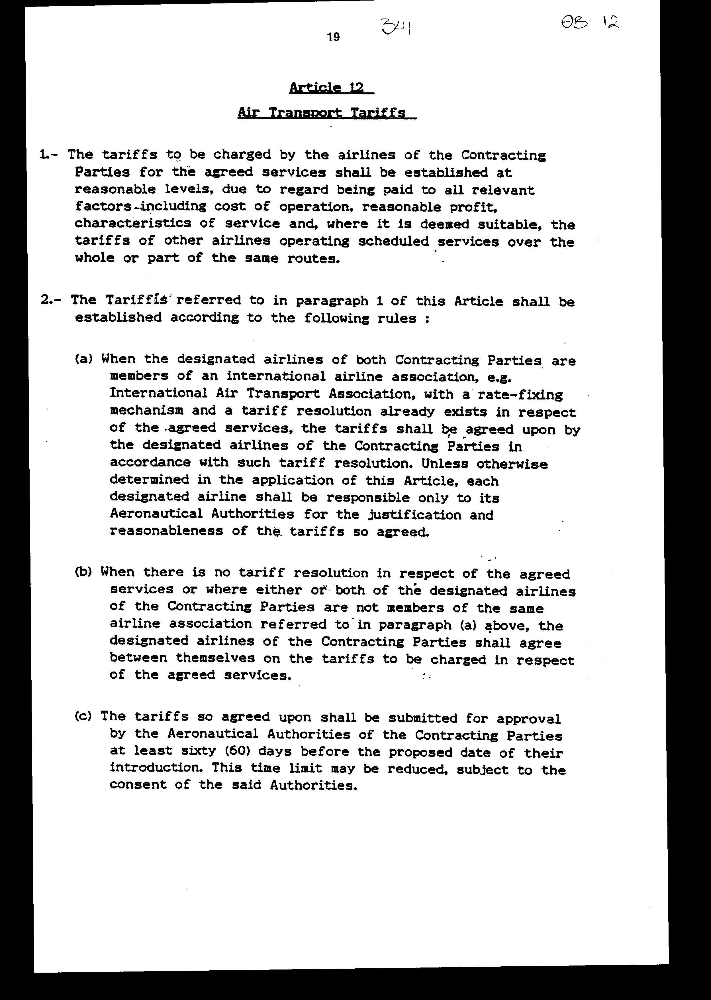 341
ӨB 12
19
Article 12
Air Transport Tariffs
1.- The tariffs to be charged by the airlines of the Contracting
Parties for the agreed services shall be established at
reasonable levels, due to regard being paid to all relevant
factors including cost of operation, reasonable profit,
characteristics of service and, where it is deemed suitable, the
tariffs of other airlines operating scheduled services over the
whole or part of the same routes.
2.- The Tariffis referred to in paragraph 1 of this Article shall be
established according to the following rules :
(a) When the designated airlines of both Contracting Parties are
members of an international airline association, e.g.
International Air Transport Association, with a rate-fixing
mechanism and a tariff resolution already exists in respect
of the agreed services, the tariffs shall be agreed upon by
the designated airlines of the Contracting Parties in
accordance with such tariff resolution. Unless otherwise
determined in the application of this Article, each
designated airline shall be responsible only to its
Aeronautical Authorities for the justification and
reasonableness of the tariffs so agreed.
(b) When there is no tariff resolution in respect of the agreed
services or where either or both of the designated airlines
of the Contracting Parties are not members of the same
airline association referred to in paragraph (a) above, the
designated airlines of the Contracting Parties shall agree
between themselves on the tariffs to be charged in respect
of the agreed services.
(c) The tariffs so agreed upon shall be submitted for approval
by the Aeronautical Authorities of the Contracting Parties
at least sixty (60) days before the proposed date of their
introduction. This time limit may be reduced, subject to the
consent of the said Authorities.